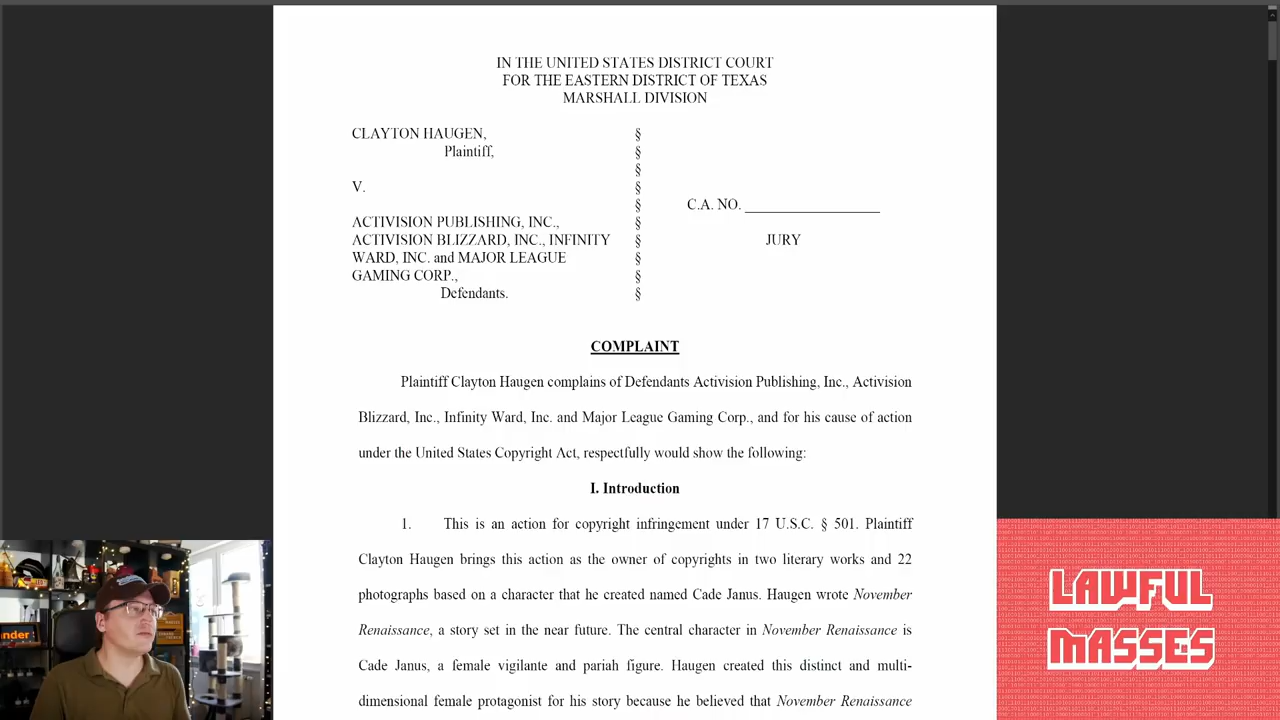 IN THE UNITED STATES DISTRICT COURT
FOR THE EASTERN DISTRICT OF TEXAS
MARSHALL DIVISION
CLAYTON HAUGEN, §
Plaintiff, §
§
V. §
§ C.A. NO. ____________________
ACTIVISION PUBLISHING, INC., §
ACTIVISION BLIZZARD, INC., INFINITY § JURY
WARD, INC. and MAJOR LEAGUE §
GAMING CORP., §
Defendants. §
COMPLAINT
Plaintiff Clayton Haugen complains of Defendants Activision Publishing, Inc., Activision
Blizzard, Inc., Infinity Ward, Inc. and Major League Gaming Corp., and for his cause of action
under the United States Copyright Act, respectfully would show the following:
I. Introduction
1. This is an action for copyright infringement under 17 U.S.C. § 501. Plaintiff
Clayton Haugen brings this action as the owner of copyrights in two literary works and 22
photographs based on a character that he created named Cade Janus. Haugen wrote November
Renaissance, a story set in the near future. The central character in November Renaissance is
Cade Janus, a female vigilante and pariah figure. Haugen created this distinct and multi-
dimensional female protagonist for his story because he believed that November Renaissance
nder
LAWFUL
MASSES